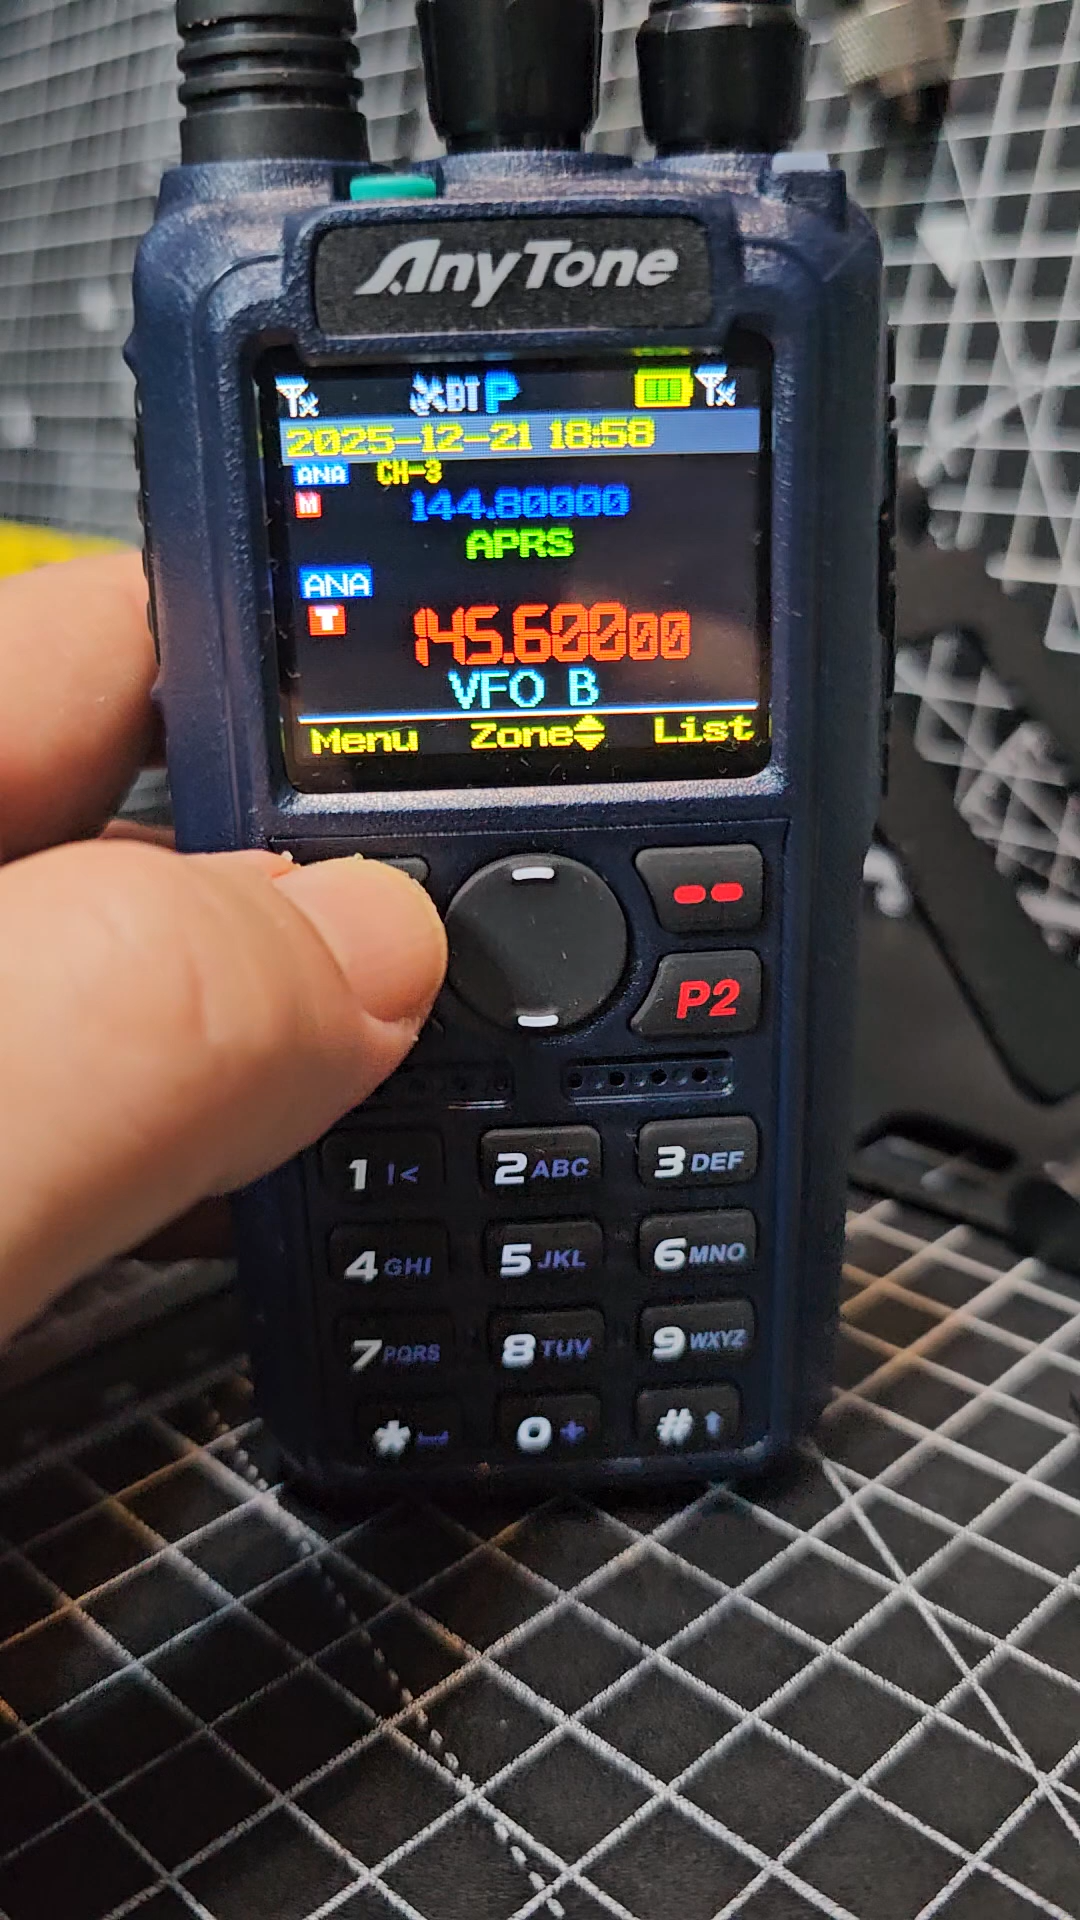 AnyTone
Tx BT P Tx
2025-12-21 18:58
ANA CH-3
M 144.80000
APRS
ANA
T 145.60000
VFO B
Menu Zone List
P2
1 |< 2 ABC 3 DEF
4 GHI 5 JKL 6 MNO
7 PQRS 8 TUV 9 WXYZ
* 0 + # ⬆